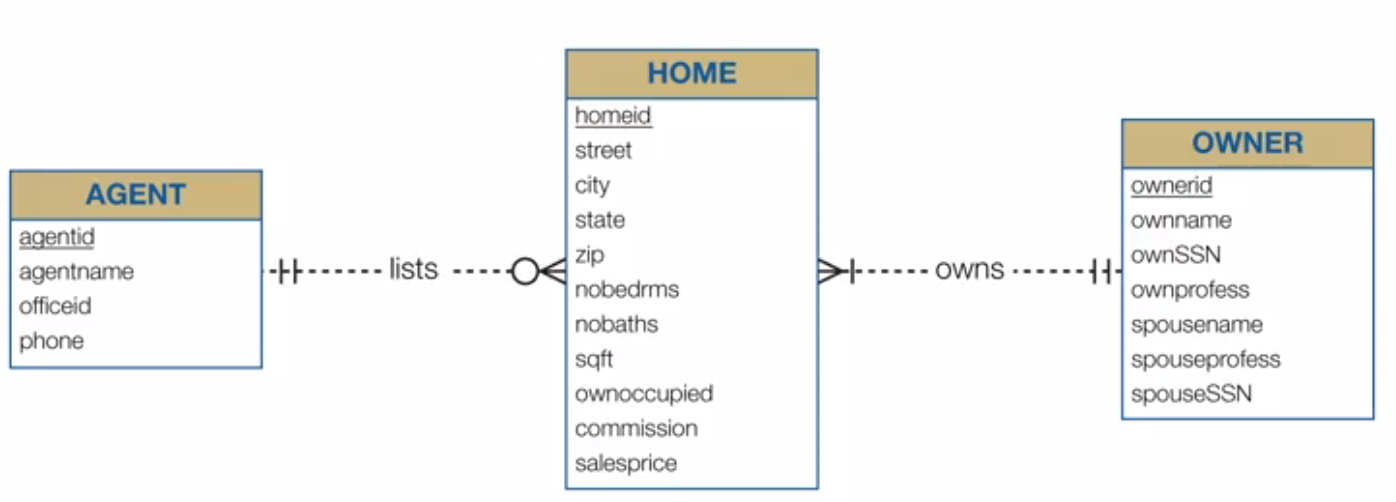 AGENT
agentid
agentname
officeid
phone
lists
HOME
homeid
street
city
state
zip
nobedrms
nobaths
sqft
ownoccupied
commission
salesprice
owns
OWNER
ownerid
ownname
ownSSN
ownprofess
spousename
spouseprofess
spouseSSN